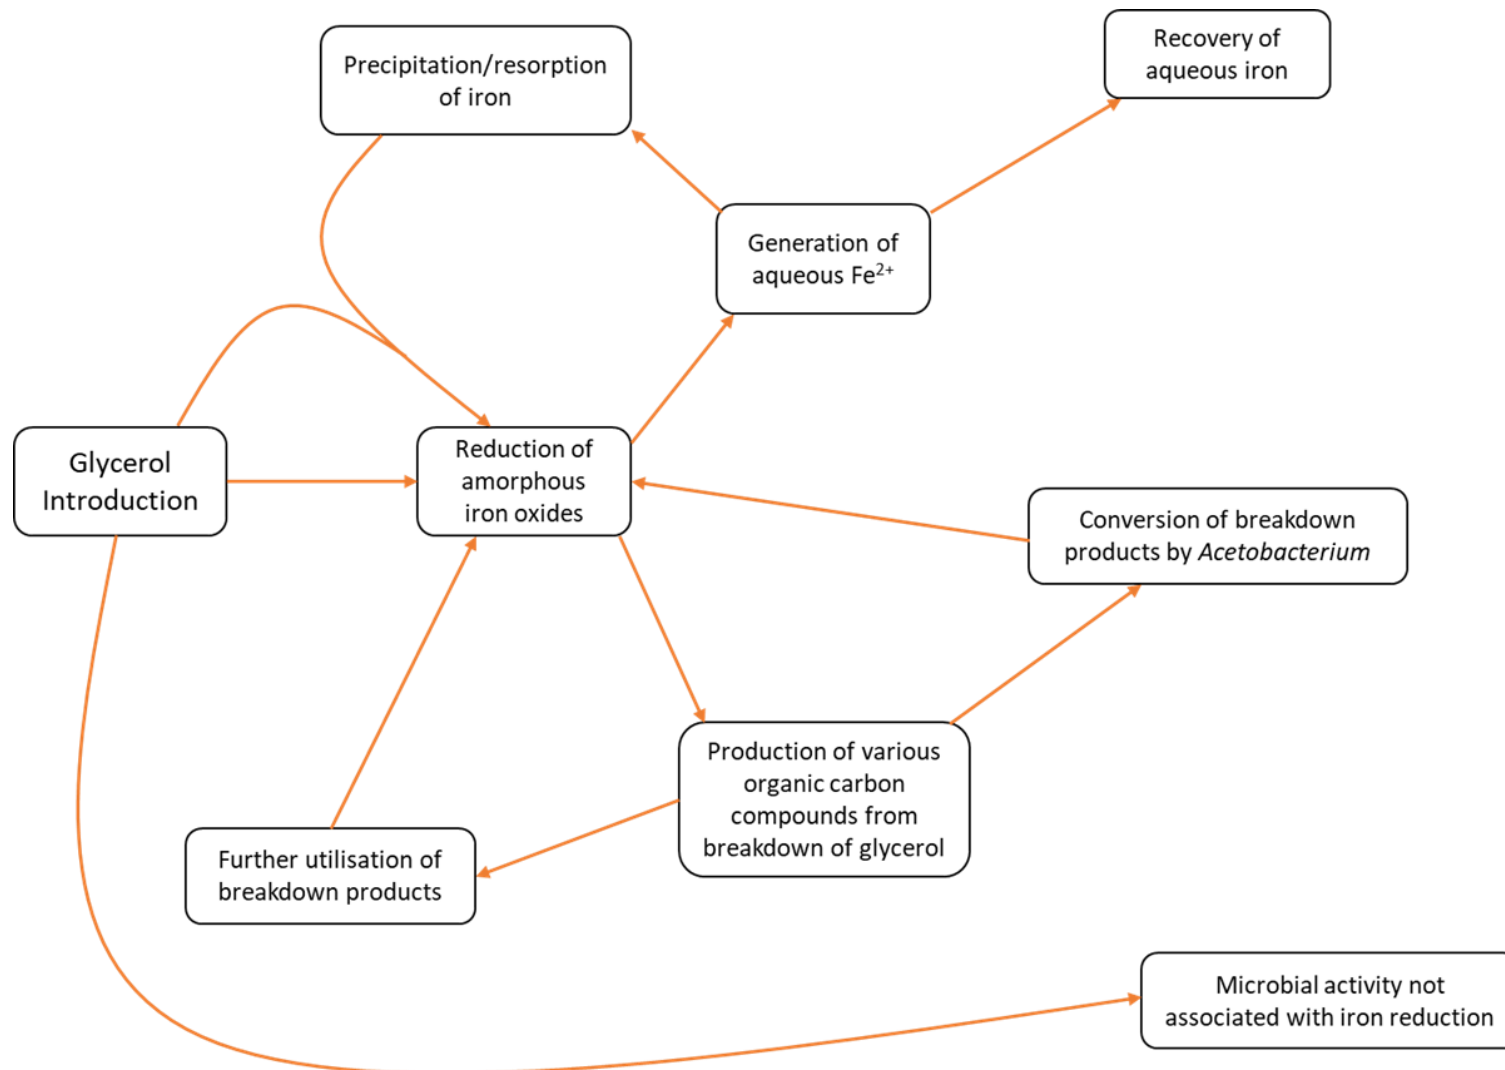 Precipitation/resorption
of iron
Recovery of
aqueous iron
Generation of
aqueous Fe²⁺
Glycerol
Introduction
Reduction of
amorphous
iron oxides
Conversion of breakdown
products by Acetobacterium
Production of various
organic carbon
compounds from
breakdown of glycerol
Further utilisation of
breakdown products
Microbial activity not
associated with iron reduction